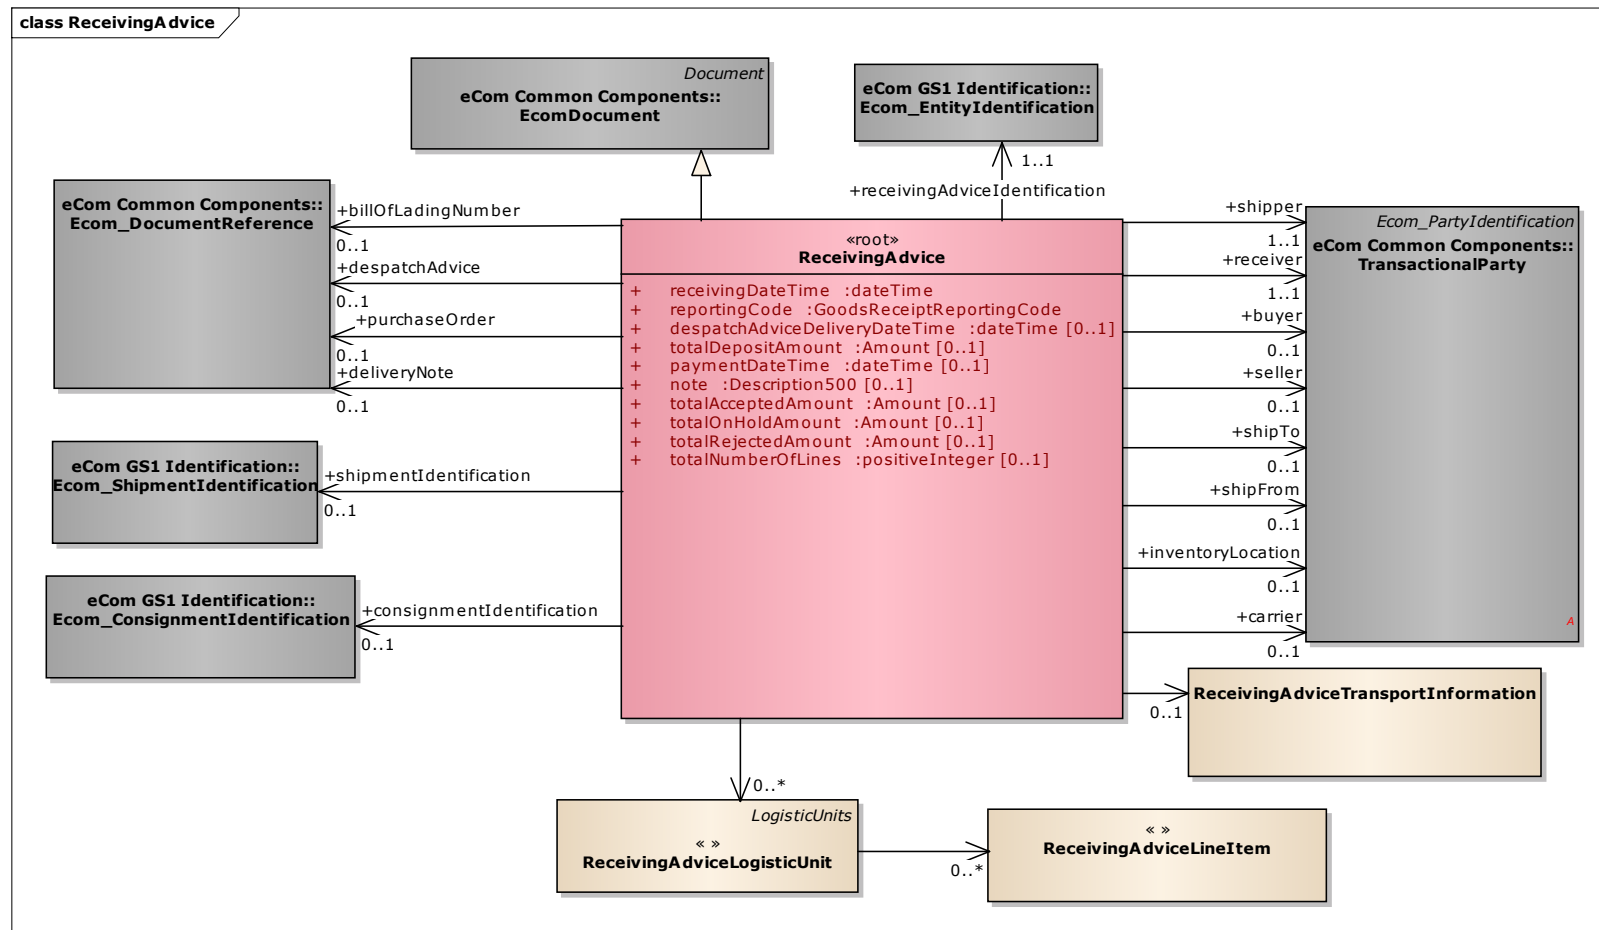 class ReceivingAdvice
Document
eCom Common Components::
EcomDocument
eCom GS1 Identification::
Ecom_EntityIdentification
1..1
+receivingAdviceIdentification
eCom Common Components::
Ecom_DocumentReference
+billOfLadingNumber
0..1
+despatchAdvice
0..1
+purchaseOrder
0..1
+deliveryNote
0..1
eCom GS1 Identification::
Ecom_ShipmentIdentification
+shipmentIdentification
0..1
eCom GS1 Identification::
Ecom_ConsignmentIdentification
+consignmentIdentification
0..1
«root»
ReceivingAdvice
+ receivingDateTime :dateTime
+ reportingCode :GoodsReceiptReportingCode
+ despatchAdviceDeliveryDateTime :dateTime [0..1]
+ totalDepositAmount :Amount [0..1]
+ paymentDateTime :dateTime [0..1]
+ note :Description500 [0..1]
+ totalAcceptedAmount :Amount [0..1]
+ totalOnHoldAmount :Amount [0..1]
+ totalRejectedAmount :Amount [0..1]
+ totalNumberOfLines :positiveInteger [0..1]
+shipper
1..1
+receiver
1..1
+buyer
0..1
+seller
0..1
+shipTo
0..1
+shipFrom
0..1
+inventoryLocation
0..1
+carrier
0..1
Ecom_PartyIdentification
eCom Common Components::
TransactionalParty
A
0..1
ReceivingAdviceTransportInformation
0..*
LogisticUnits
« »
ReceivingAdviceLogisticUnit
0..*
« »
ReceivingAdviceLineItem